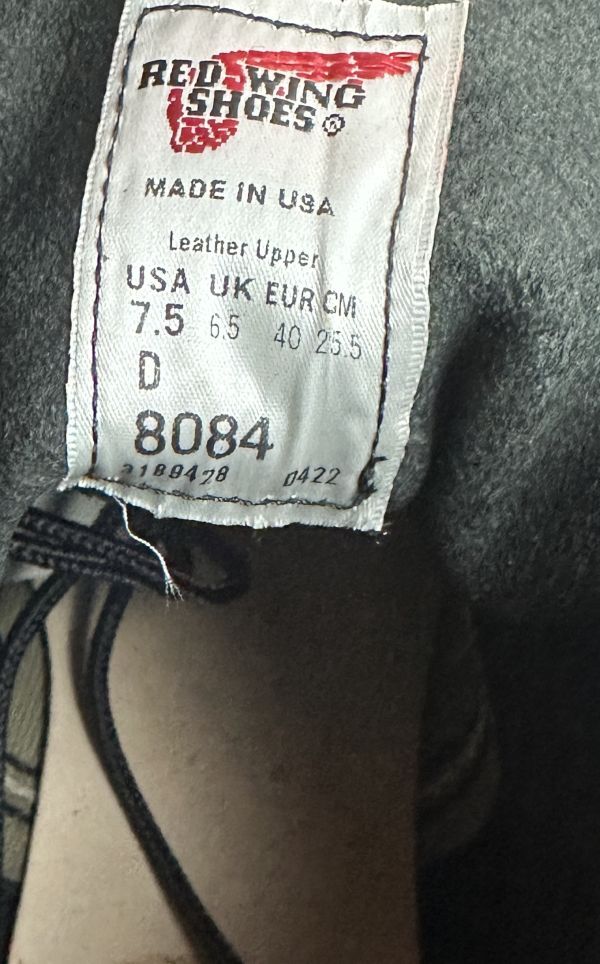 RED WING
SHOES®
MADE IN USA
Leather Upper
USA UK EUR CM
7.5 6.5 40 25.5
D
8084
0422